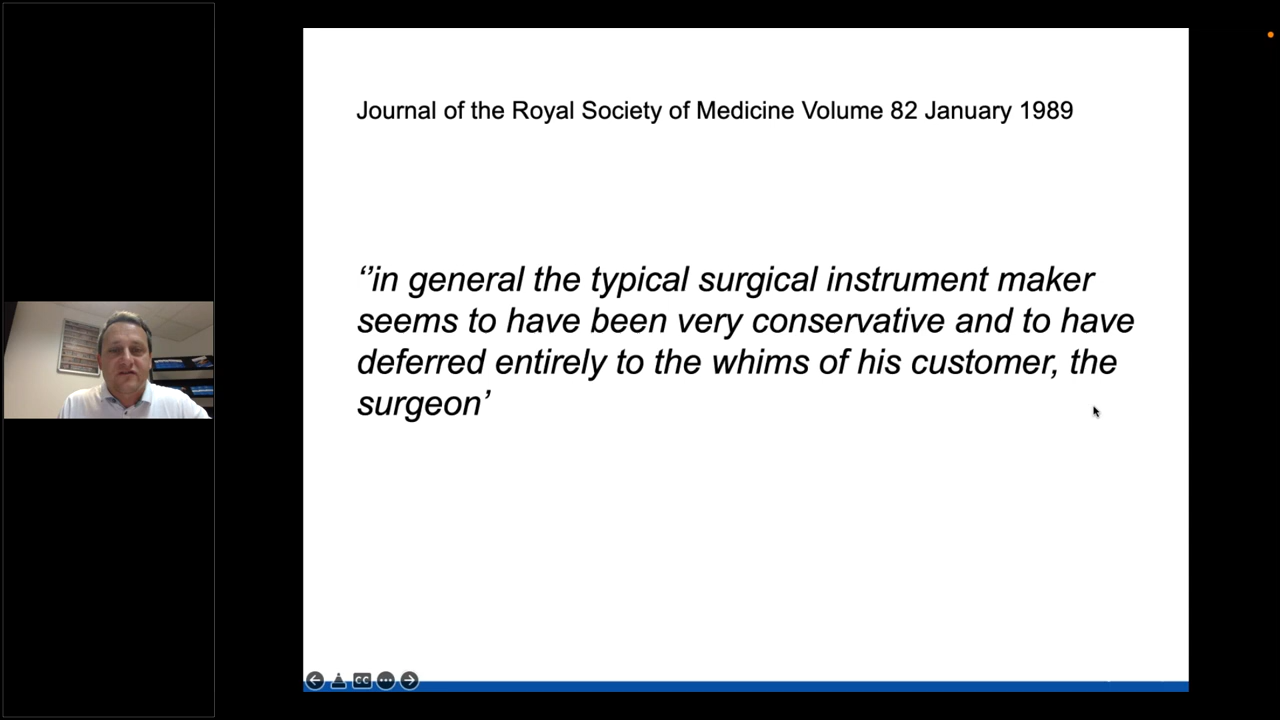 Journal of the Royal Society of Medicine Volume 82 January 1989
‘’in general the typical surgical instrument maker
seems to have been very conservative and to have
deferred entirely to the whims of his customer, the
surgeon’
CC